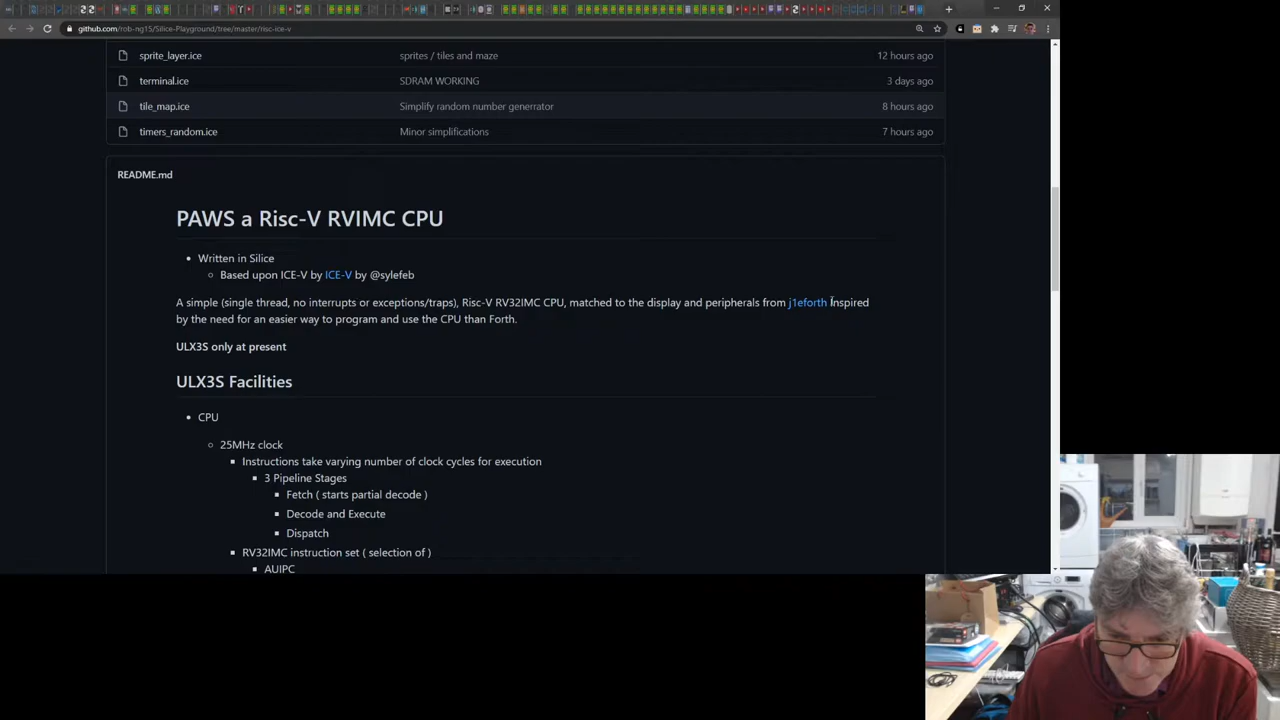 github.com/rob-ng15/Silice-Playground/tree/master/risc-ice-v
sprite_layer.ice sprites / tiles and maze 12 hours ago
terminal.ice SDRAM WORKING 3 days ago
tile_map.ice Simplify random number generrator 8 hours ago
timers_random.ice Minor simplifications 7 hours ago
README.md
PAWS a Risc-V RVIMC CPU
Written in Silice
Based upon ICE-V by ICE-V by @sylefeb
A simple (single thread, no interrupts or exceptions/traps), Risc-V RV32IMC CPU, matched to the display and peripherals from j1eforth inspired
by the need for an easier way to program and use the CPU than Forth.
ULX3S only at present
ULX3S Facilities
CPU
25MHz clock
Instructions take varying number of clock cycles for execution
3 Pipeline Stages
Fetch ( starts partial decode )
Decode and Execute
Dispatch
RV32IMC instruction set ( selection of )
AUIPC